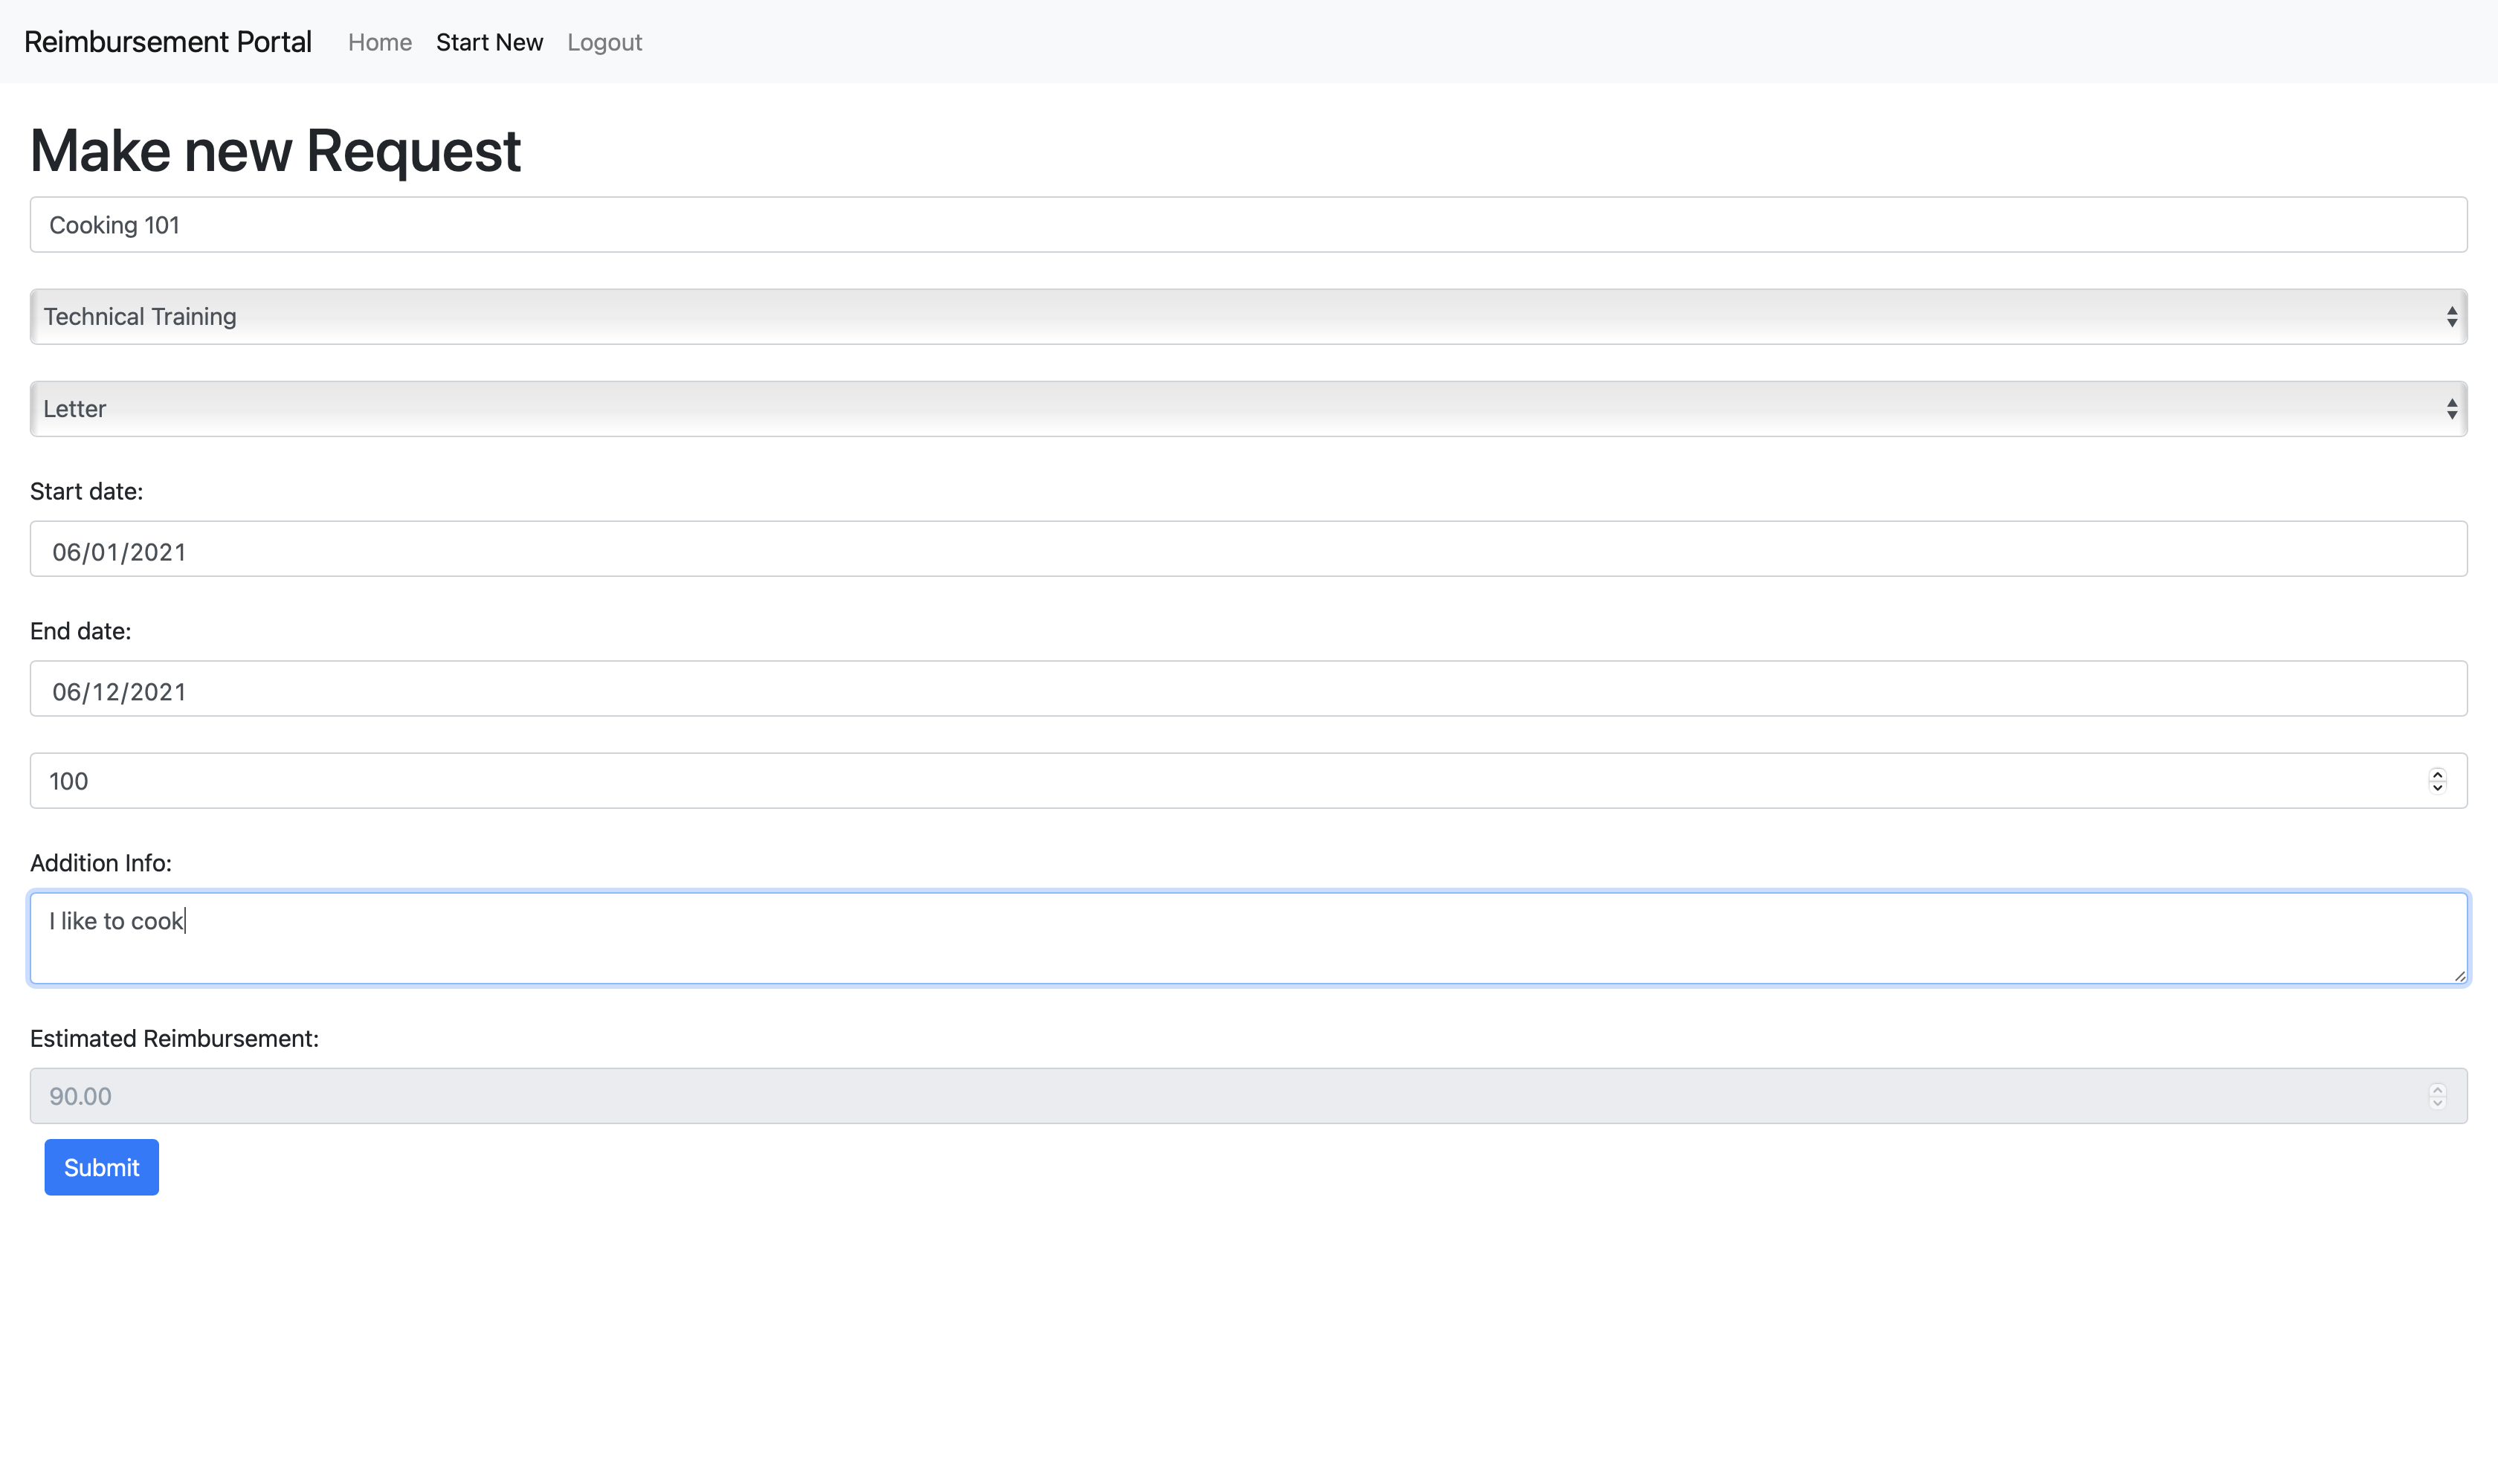 Reimbursement Portal Home Start New Logout
Make new Request
Cooking 101
Technical Training
Letter
Start date:
06/01/2021
End date:
06/12/2021
100
Addition Info:
I like to cook
Estimated Reimbursement:
90.00
Submit